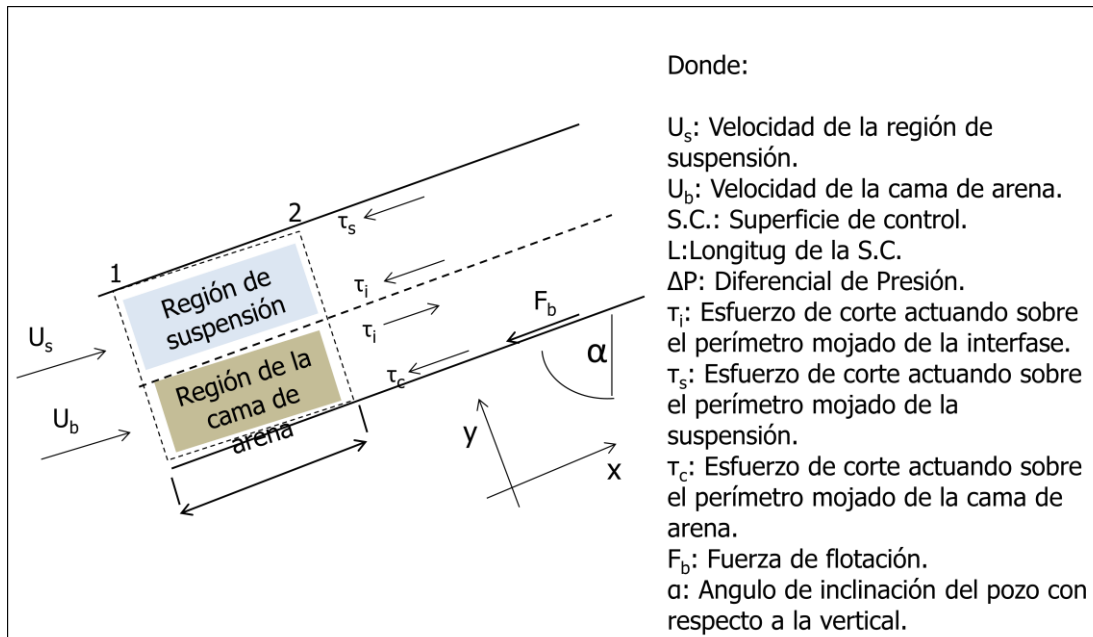 1
2
Región de
suspensión
Región de la
cama de
arena
U_s
U_b
τ_s
τ_i
τ_i
τ_c
F_b
α
y
x
Donde:
U_s: Velocidad de la región de
suspensión.
U_b: Velocidad de la cama de arena.
S.C.: Superficie de control.
L:Longitug de la S.C.
ΔP: Diferencial de Presión.
τ_i: Esfuerzo de corte actuando sobre
el perímetro mojado de la interfase.
τ_s: Esfuerzo de corte actuando sobre
el perímetro mojado de la
suspensión.
τ_c: Esfuerzo de corte actuando sobre
el perímetro mojado de la cama de
arena.
F_b: Fuerza de flotación.
α: Angulo de inclinación del pozo con
respecto a la vertical.